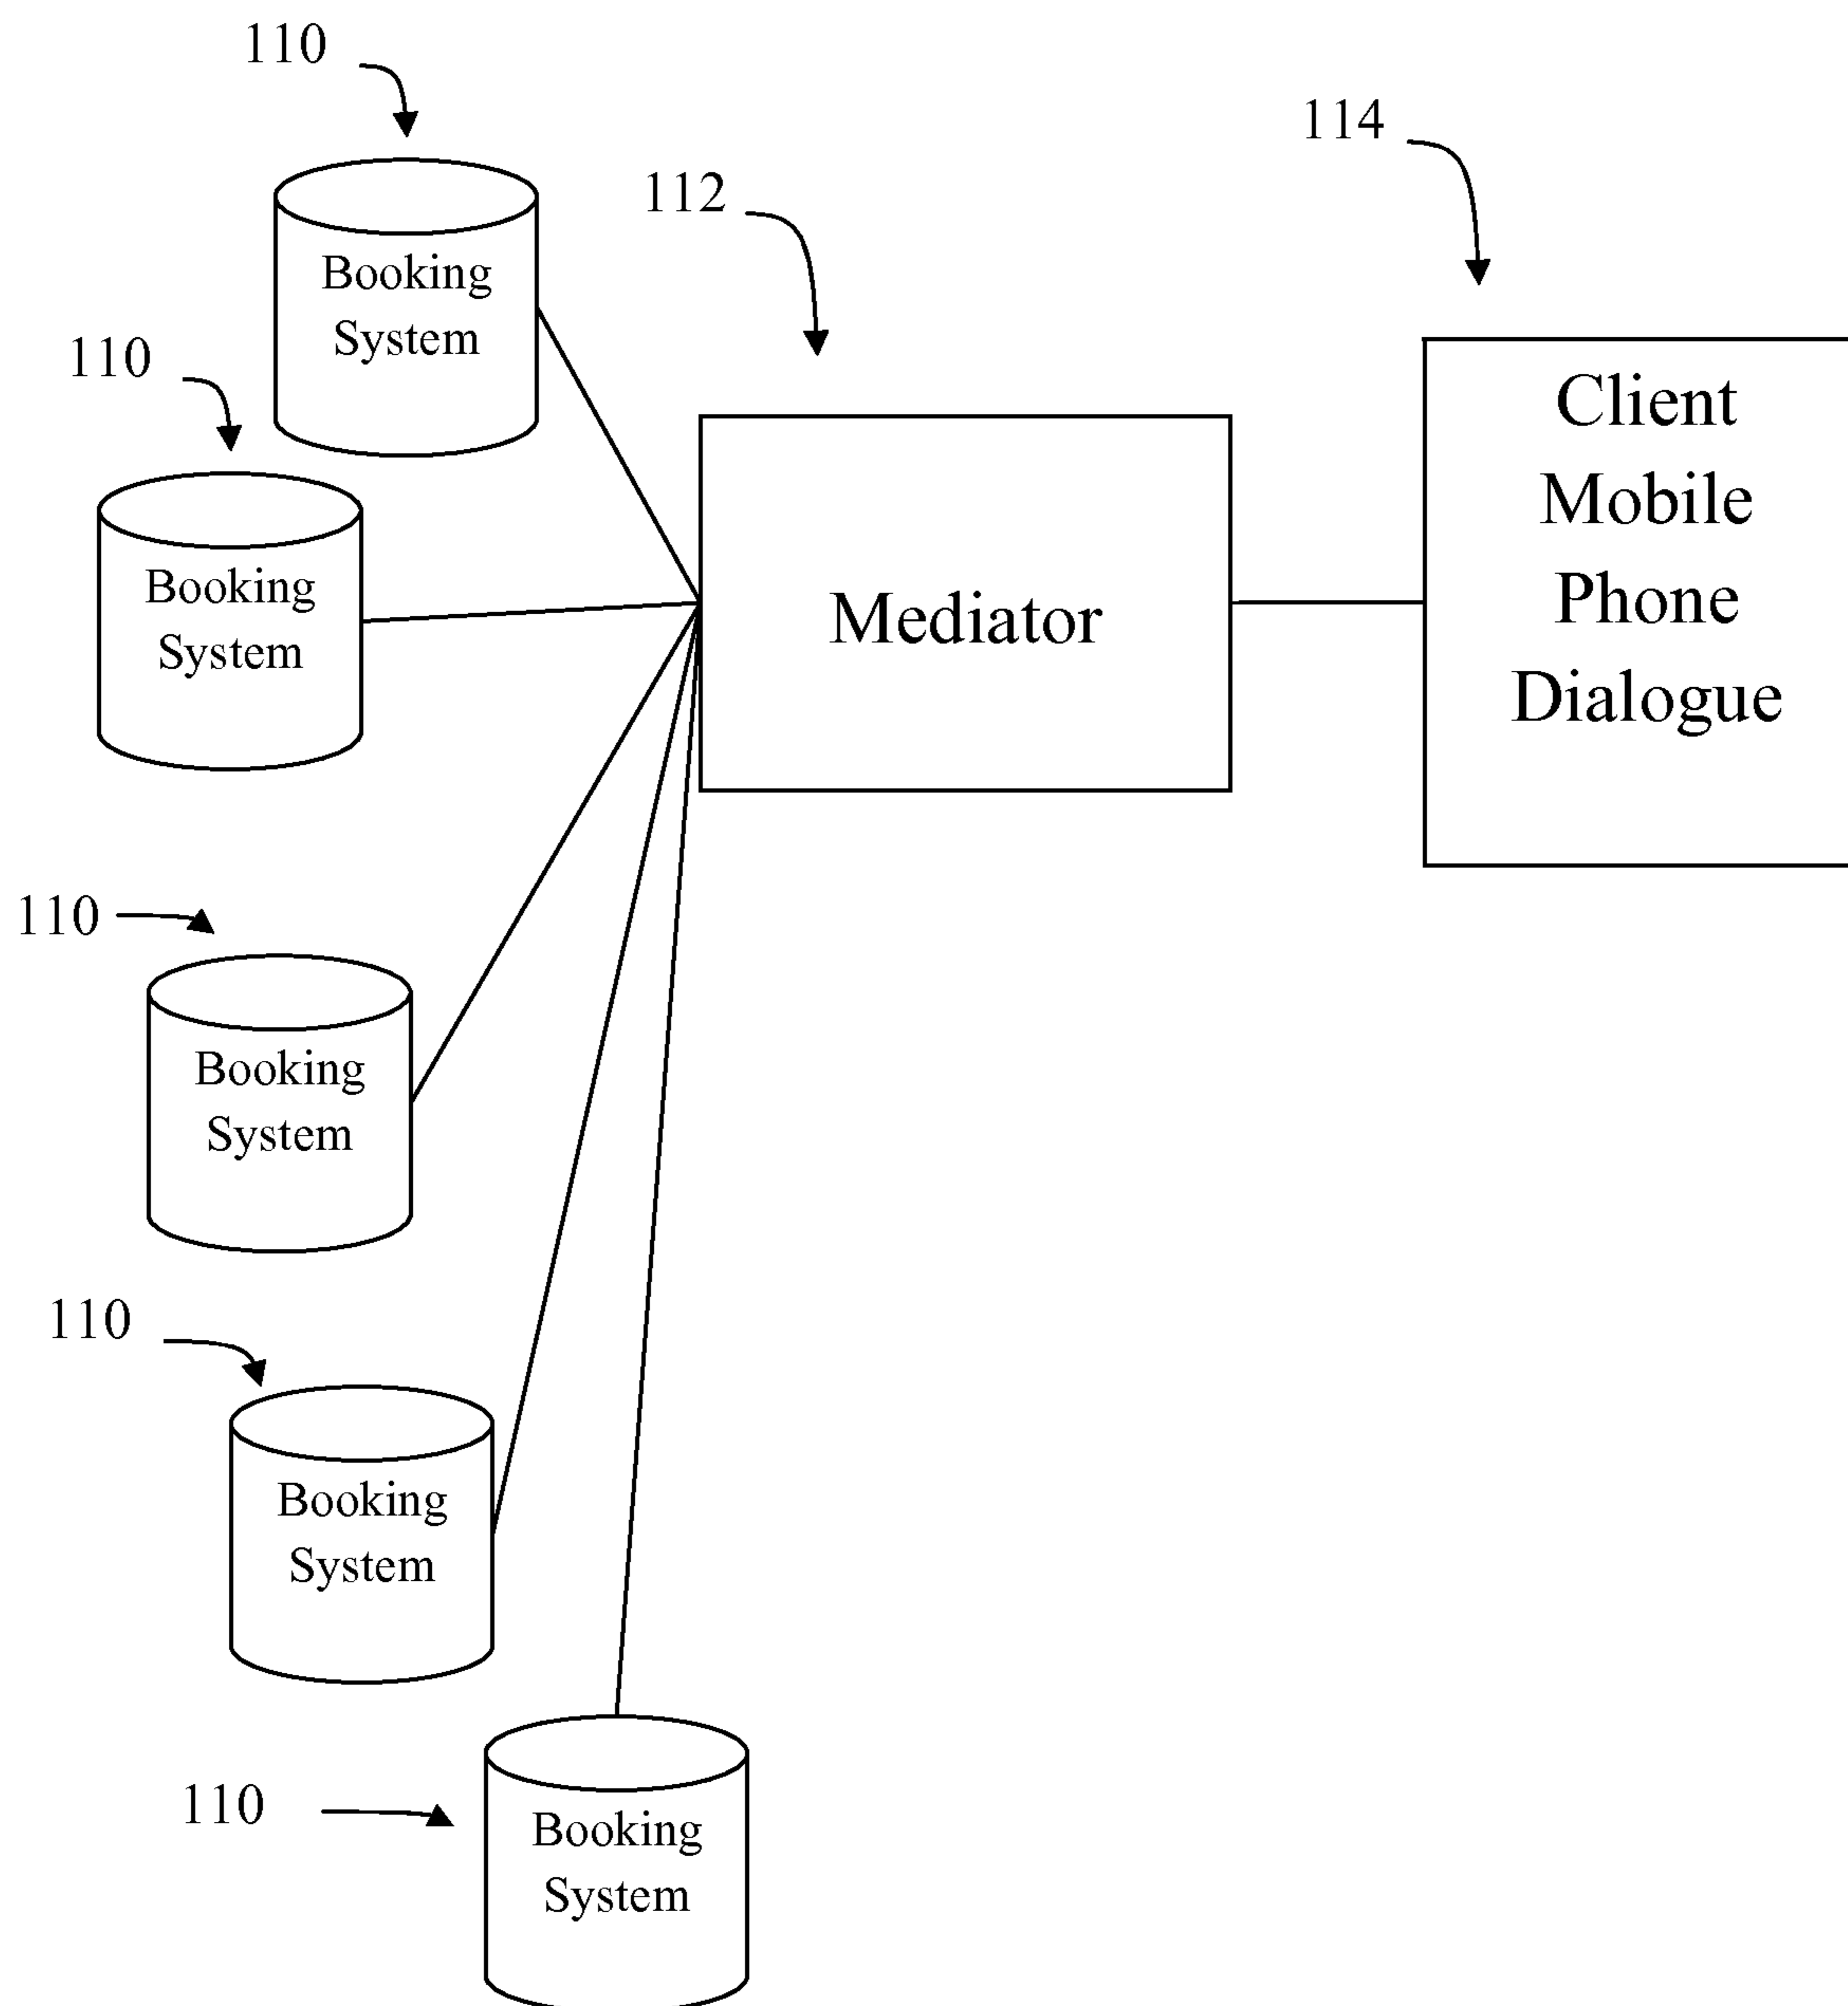 110
114
112
Booking
System
110
Client
Mobile
Phone
Dialogue
Booking
System
Mediator
110
Booking
System
110
Booking
System
110
Booking
System